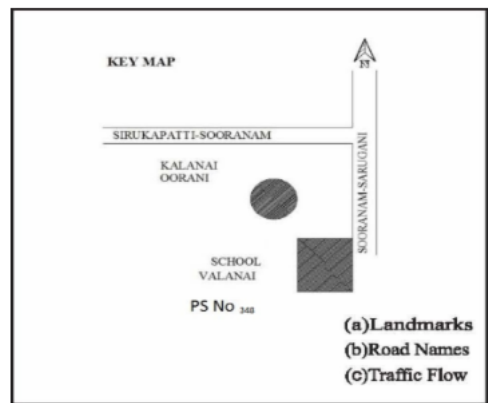 N
KEY MAP
SIRUKAPATTI-SOORANAM
SOORANAM-SARUGANI
KALANAI
OORANI
SCHOOL
VALANAI
PS No 348
(a)Landmarks
(b)Road Names
(c)Traffic Flow